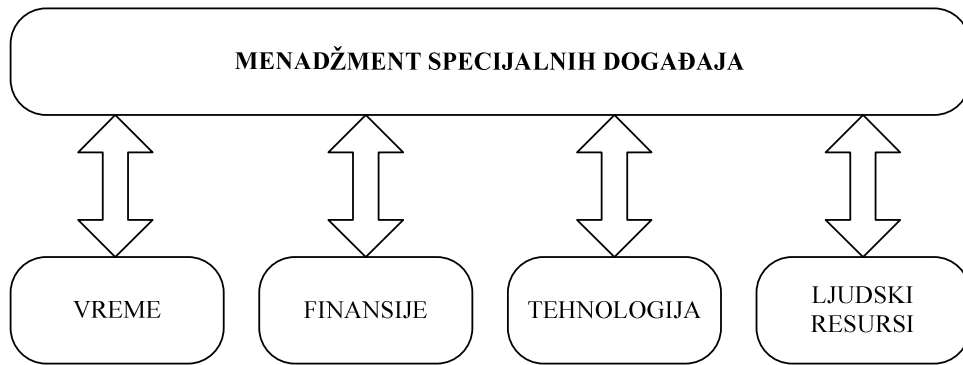 MENADŽMENT SPECIJALNIH DOGAĐAJA
VREME
FINANSIJE
TEHNOLOGIJA
LJUDSKI
RESURSI